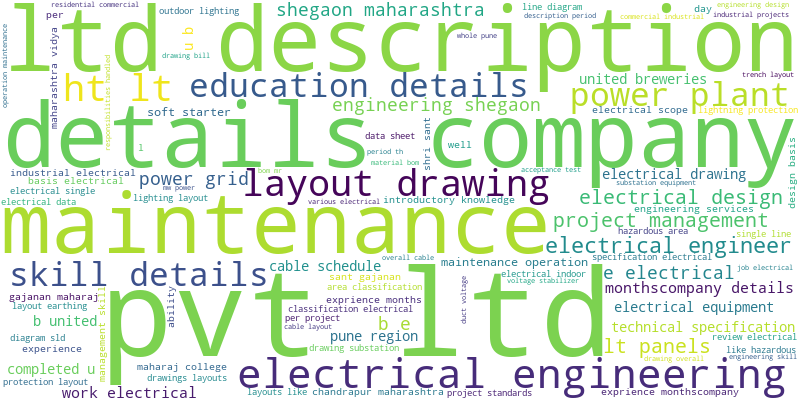 residential commercial
outdoor lighting
shegaon maharashtra
line diagram
description period
day
engineering design
commercial industrial
industrial projects
per
ltd description
u b
operation maintenance
maharashtra vidya
drawing bill
whole pune
ht lt
education details
united breweries
trench layout
power plant
responsibilities handled
soft starter
engineering shegaon
electrical scope
lightning protection
details company
l
data sheet
shri sant
well
period th
material bom
industrial electrical
basis electrical
power grid
bom mr
acceptance test
electrical drawing
substation equipment
design basis
electrical single
nm power
layout drawing
electrical design
electrical data
lighting layout
various electrical
introductory knowledge
engineering services
maintenance
project management
hazardous area
single line
electrical engineer
overall cable
specification electrical
skill details
cable schedule
maintenance operation
job electrical
sant gajanan
electrical indoor
e electrical
area classification
voltage stabilizer
monthscompany details
gajanan maharaj
ability
exprience months
duct voltage
layout earthing
management skill
pvt ltd
classification electrical
electrical equipment
b united
per project
b e
technical specification
cable layout
diagram sld
pune region
review electrical
experience
drawing substation
lt panels
like hazardous
drawing overall
engineering skill
completed u
maharaj college
drawings layouts
electrical engineering
protection layout
work electrical
layouts like
chandrapur maharashtra
project standards
exprience monthscompany